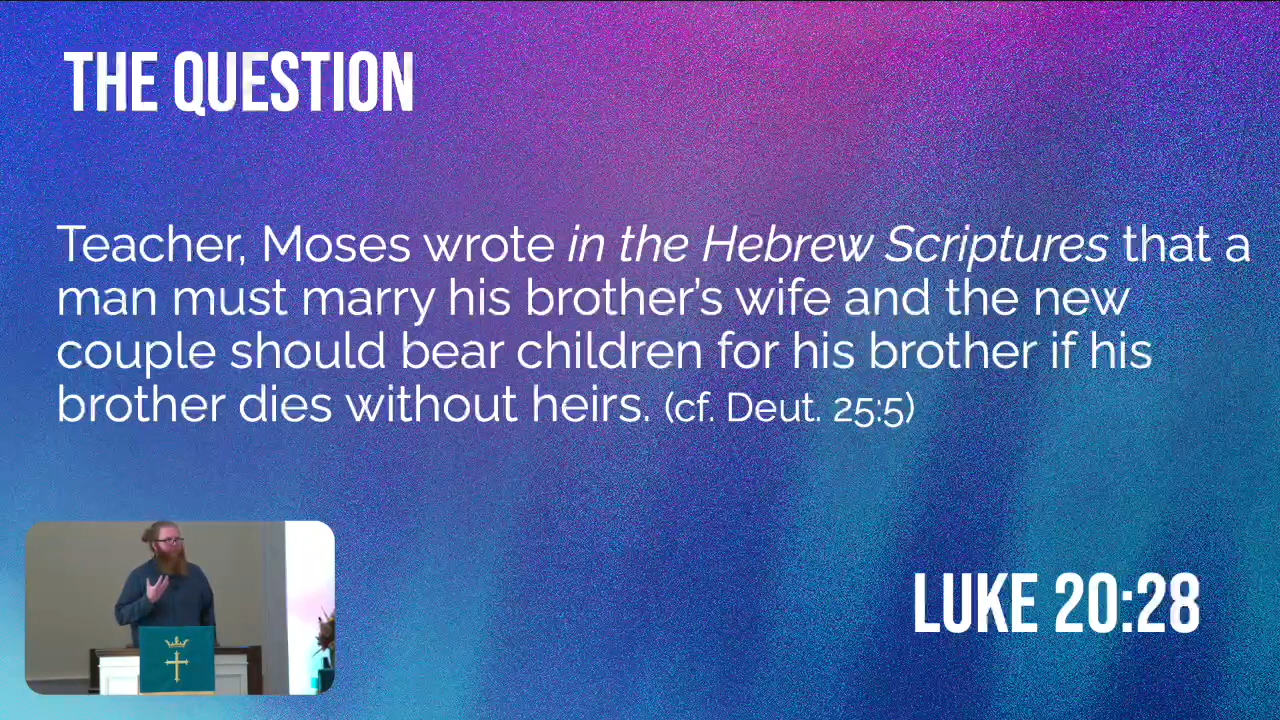 THE QUESTION
Teacher, Moses wrote in the Hebrew Scriptures that a
man must marry his brother’s wife and the new
couple should bear children for his brother if his
brother dies without heirs. (cf. Deut. 25:5)
LUKE 20:28